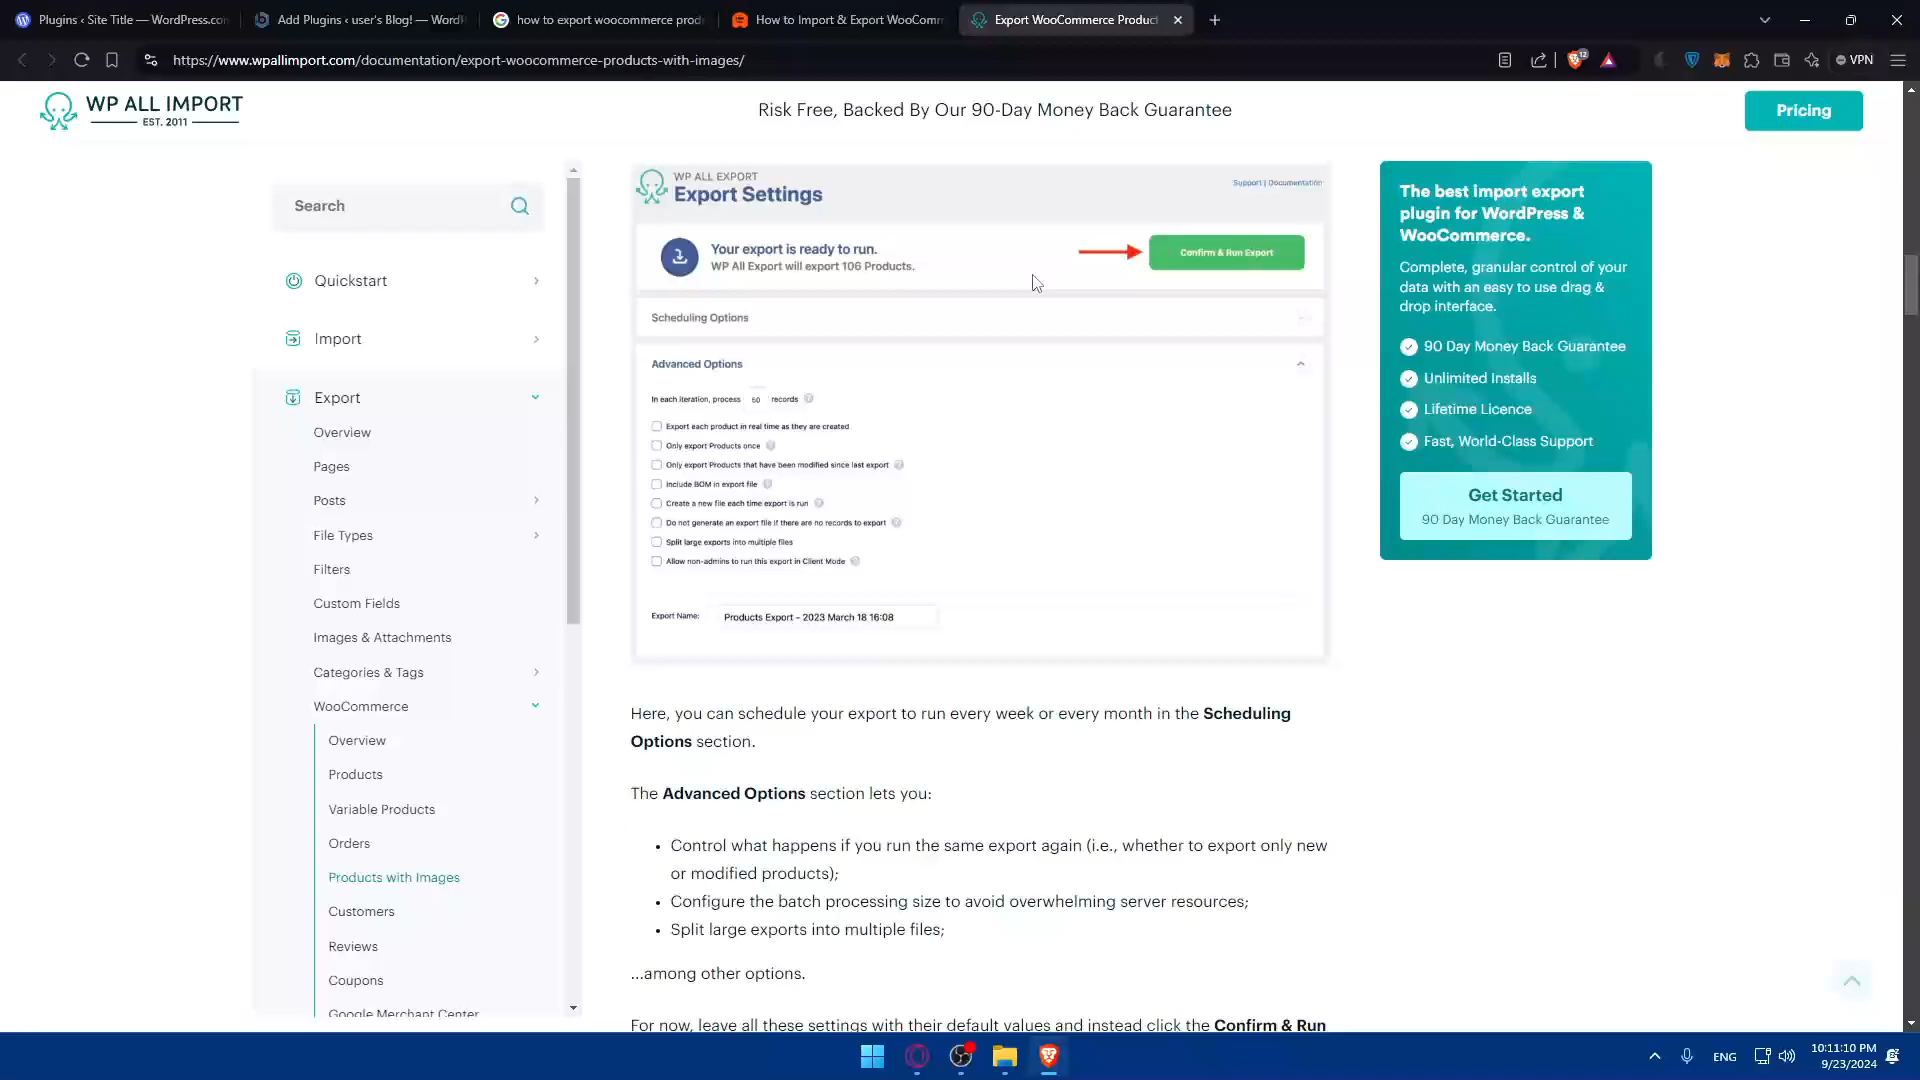 Plugins ‹ Site Title — WordPress.con
Add Plugins ‹ user's Blog! — WordP
how to export woocommerce prod
How to Import & Export WooComm
Export WooCommerce Product
https://www.wpallimport.com/documentation/export-woocommerce-products-with-images/
12
VPN
WP ALL IMPORT
EST. 2011
Risk Free, Backed By Our 90-Day Money Back Guarantee
Pricing
Search
Quickstart
Import
Export
Overview
Pages
Posts
File Types
Filters
Custom Fields
Images & Attachments
Categories & Tags
WooCommerce
Overview
Products
Variable Products
Orders
Products with Images
Customers
Reviews
Coupons
Google Merchant Center
WP ALL EXPORT
Export Settings
Support | Documentation
Your export is ready to run.
WP All Export will export 106 Products.
Confirm & Run Export
Scheduling Options
Advanced Options
In each iteration, process 50 records
Export each product in real time as they are created
Only export Products once
Only export Products that have been modified since last export
Include BOM in export file
Create a new file each time export is run
Do not generate an export file if there are no records to export
Split large exports into multiple files
Allow non-admins to run this export in Client Mode
Export Name: Products Export - 2023 March 18 16:08
Here, you can schedule your export to run every week or every month in the Scheduling
Options section.
The Advanced Options section lets you:
• Control what happens if you run the same export again (i.e., whether to export only new
or modified products);
• Configure the batch processing size to avoid overwhelming server resources;
• Split large exports into multiple files;
...among other options.
For now, leave all these settings with their default values and instead click the Confirm & Run
The best import export
plugin for WordPress &
WooCommerce.
Complete, granular control of your
data with an easy to use drag &
drop interface.
90 Day Money Back Guarantee
Unlimited Installs
Lifetime Licence
Fast, World-Class Support
Get Started
90 Day Money Back Guarantee
ENG
10:11:10 PM
9/23/2024